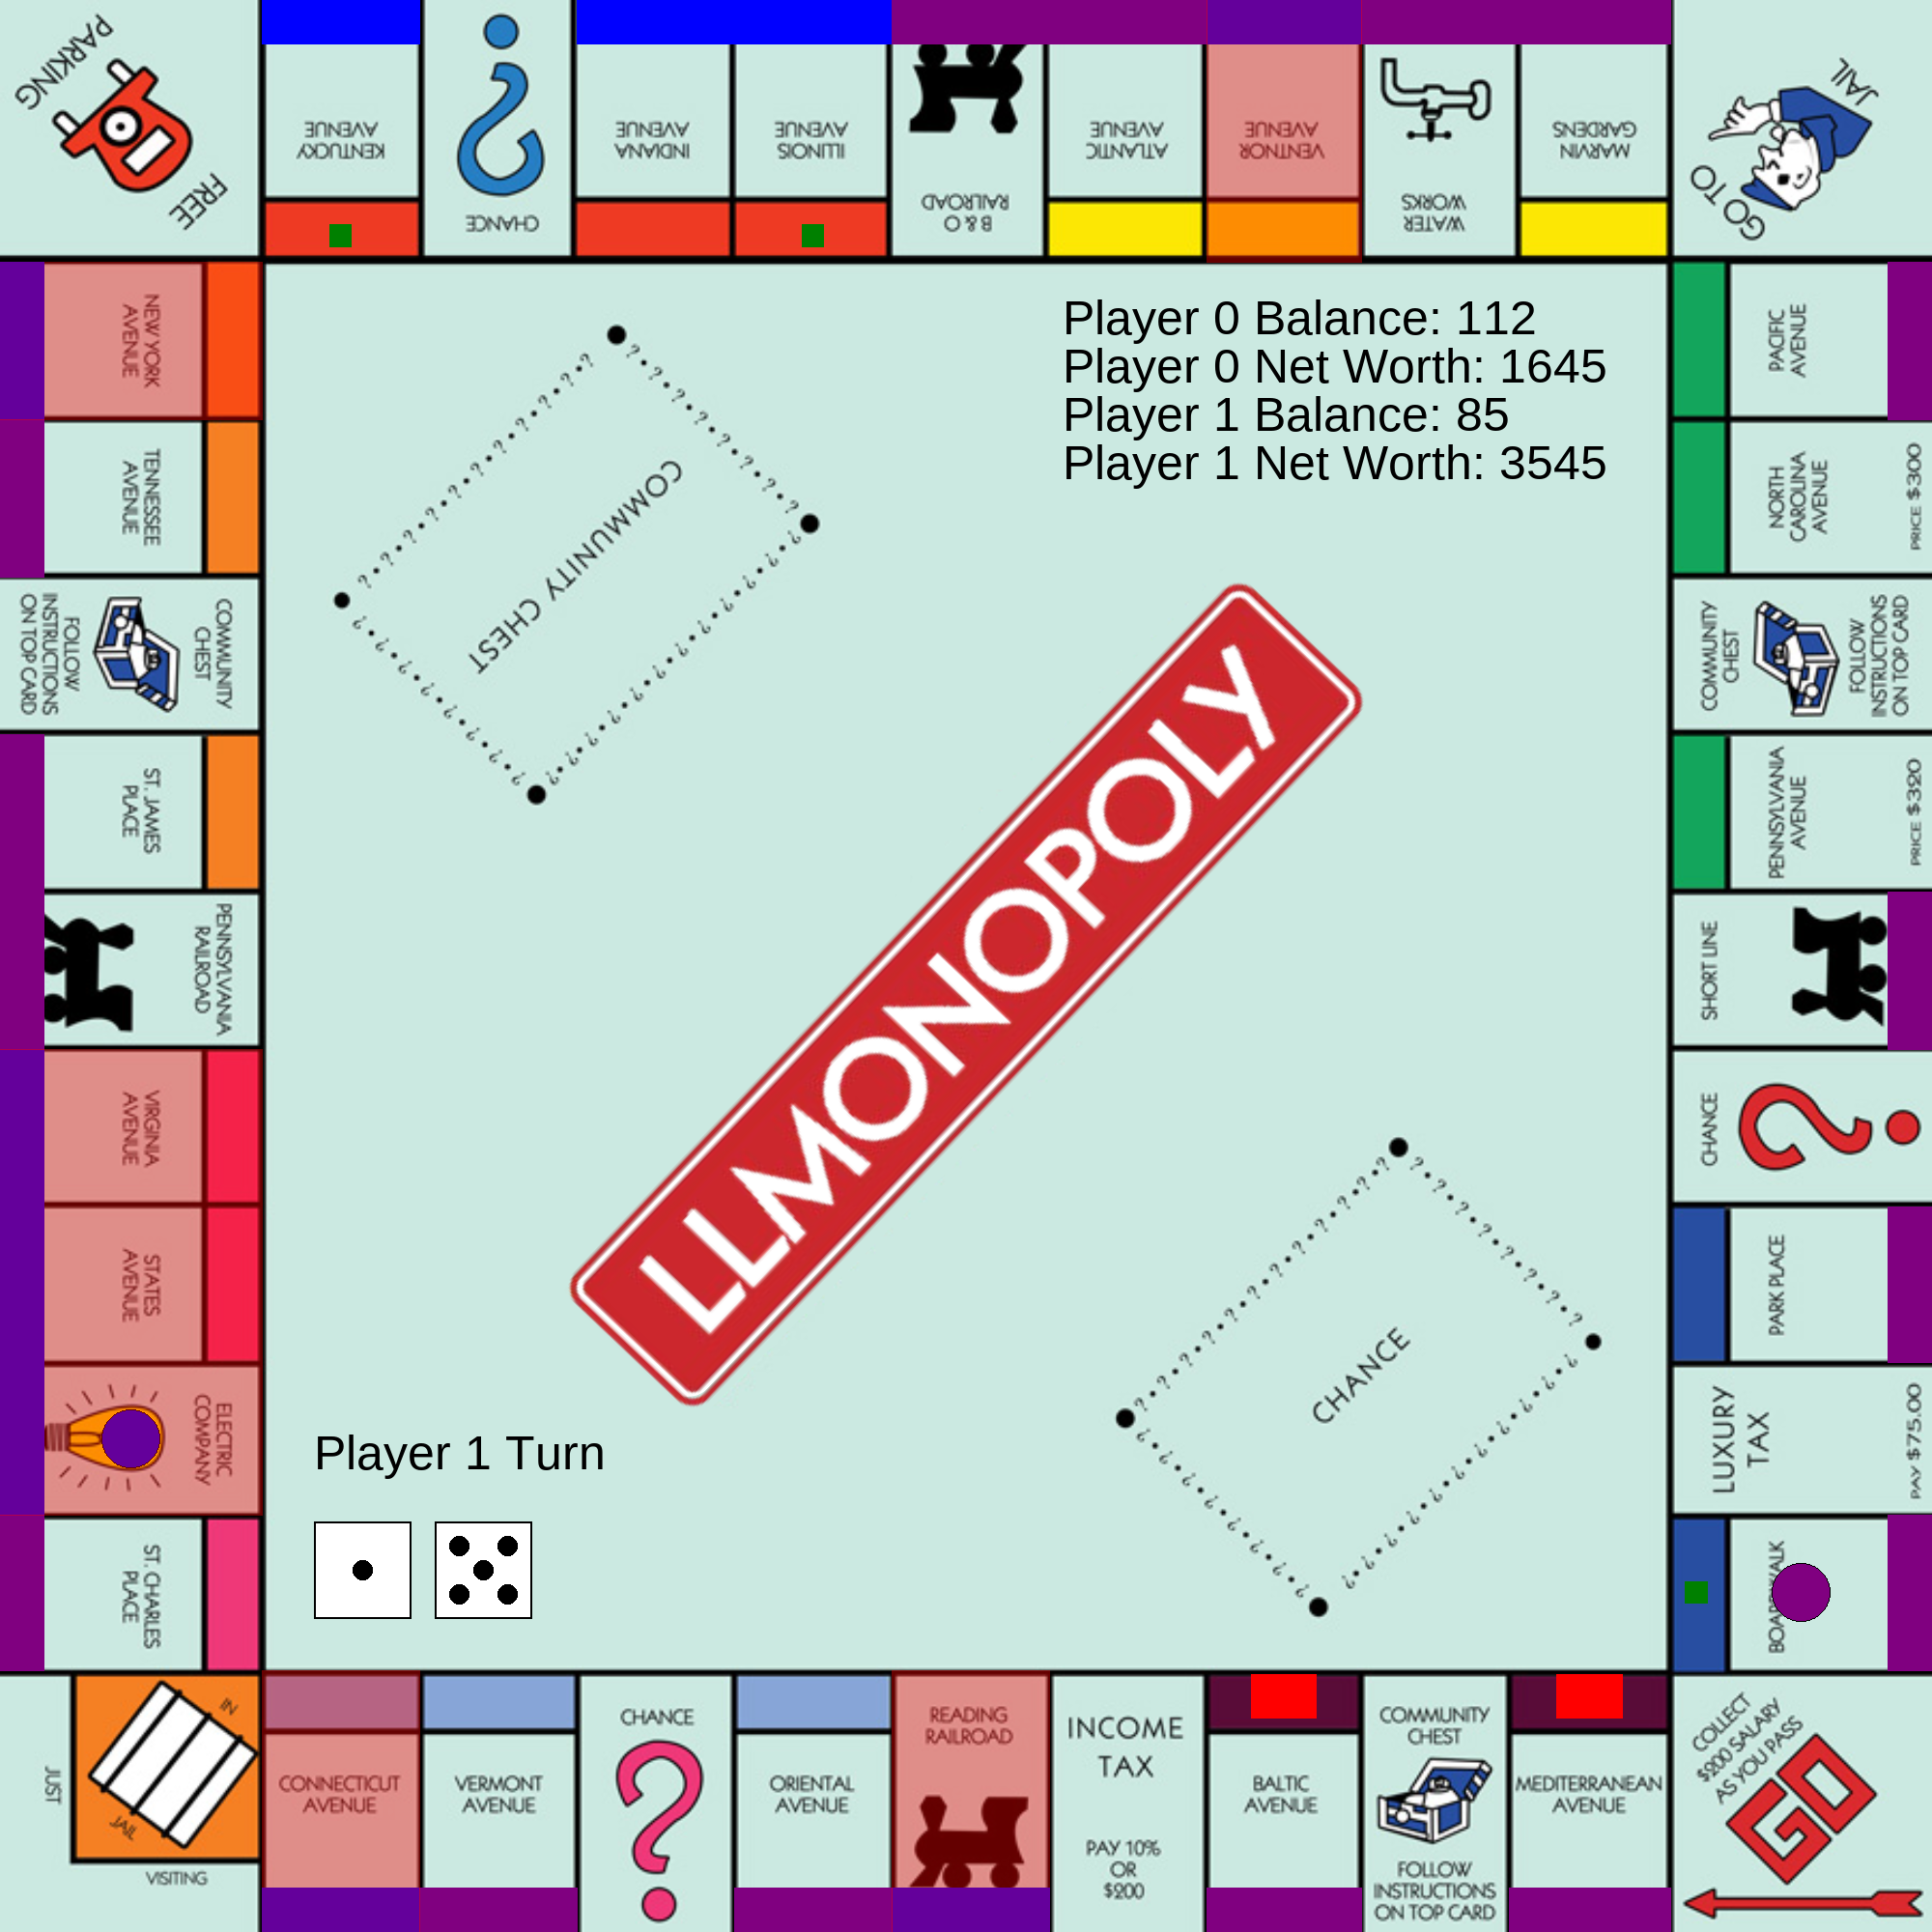 PARKING
FREE
KENTUCKY
AVENUE
CHANCE
INDIANA
AVENUE
ILLINOIS
AVENUE
B & O
RAILROAD
ATLANTIC
AVENUE
VENTNOR
AVENUE
WATER
WORKS
MARVIN
GARDENS
GO TO
JAIL
NEW YORK
AVENUE
TENNESSEE
AVENUE
COMMUNITY
CHEST
FOLLOW
INSTRUCTIONS
ON TOP CARD
ST. JAMES
PLACE
PENNSYLVANIA
RAILROAD
VIRGINIA
AVENUE
STATES
AVENUE
ELECTRIC
COMPANY
ST. CHARLES
PLACE
Player 0 Balance: 112
Player 0 Net Worth: 1645
Player 1 Balance: 85
Player 1 Net Worth: 3545
COMMUNITY CHEST
LLMONOPOLY
CHANCE
Player 1 Turn
PACIFIC
AVENUE
NORTH
CAROLINA
AVENUE
PRICE $300
COMMUNITY
CHEST
FOLLOW
INSTRUCTIONS
ON TOP CARD
PENNSYLVANIA
AVENUE
PRICE $320
SHORT LINE
CHANCE
PARK PLACE
LUXURY
TAX
PAY $75.00
BOARDWALK
JUST
VISITING
IN
JAIL
CONNECTICUT
AVENUE
VERMONT
AVENUE
CHANCE
ORIENTAL
AVENUE
READING
RAILROAD
INCOME
TAX
PAY 10%
OR
$200
BALTIC
AVENUE
COMMUNITY
CHEST
FOLLOW
INSTRUCTIONS
ON TOP CARD
MEDITERRANEAN
AVENUE
COLLECT
$200 SALARY
AS YOU PASS
GO